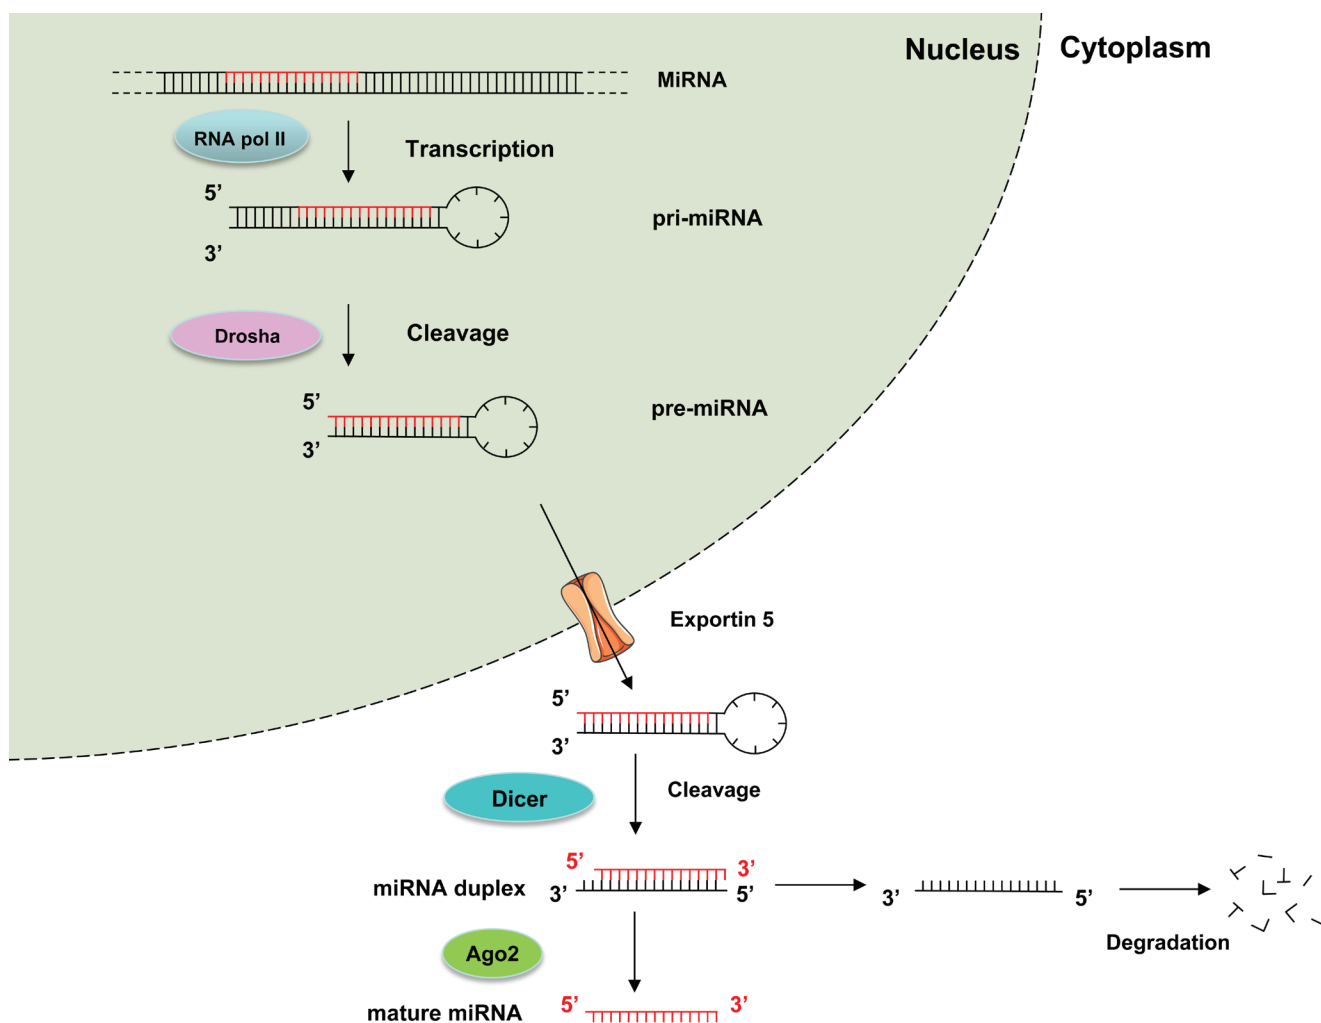 Nucleus
Cytoplasm
MiRNA
RNA pol II
Transcription
5’
pri-miRNA
3’
Drosha
Cleavage
5’
pre-miRNA
3’
Exportin 5
5’
3’
Dicer
Cleavage
5’
3’
miRNA duplex
3’
5’
3’
5’
Degradation
Ago2
mature miRNA
5’
3’